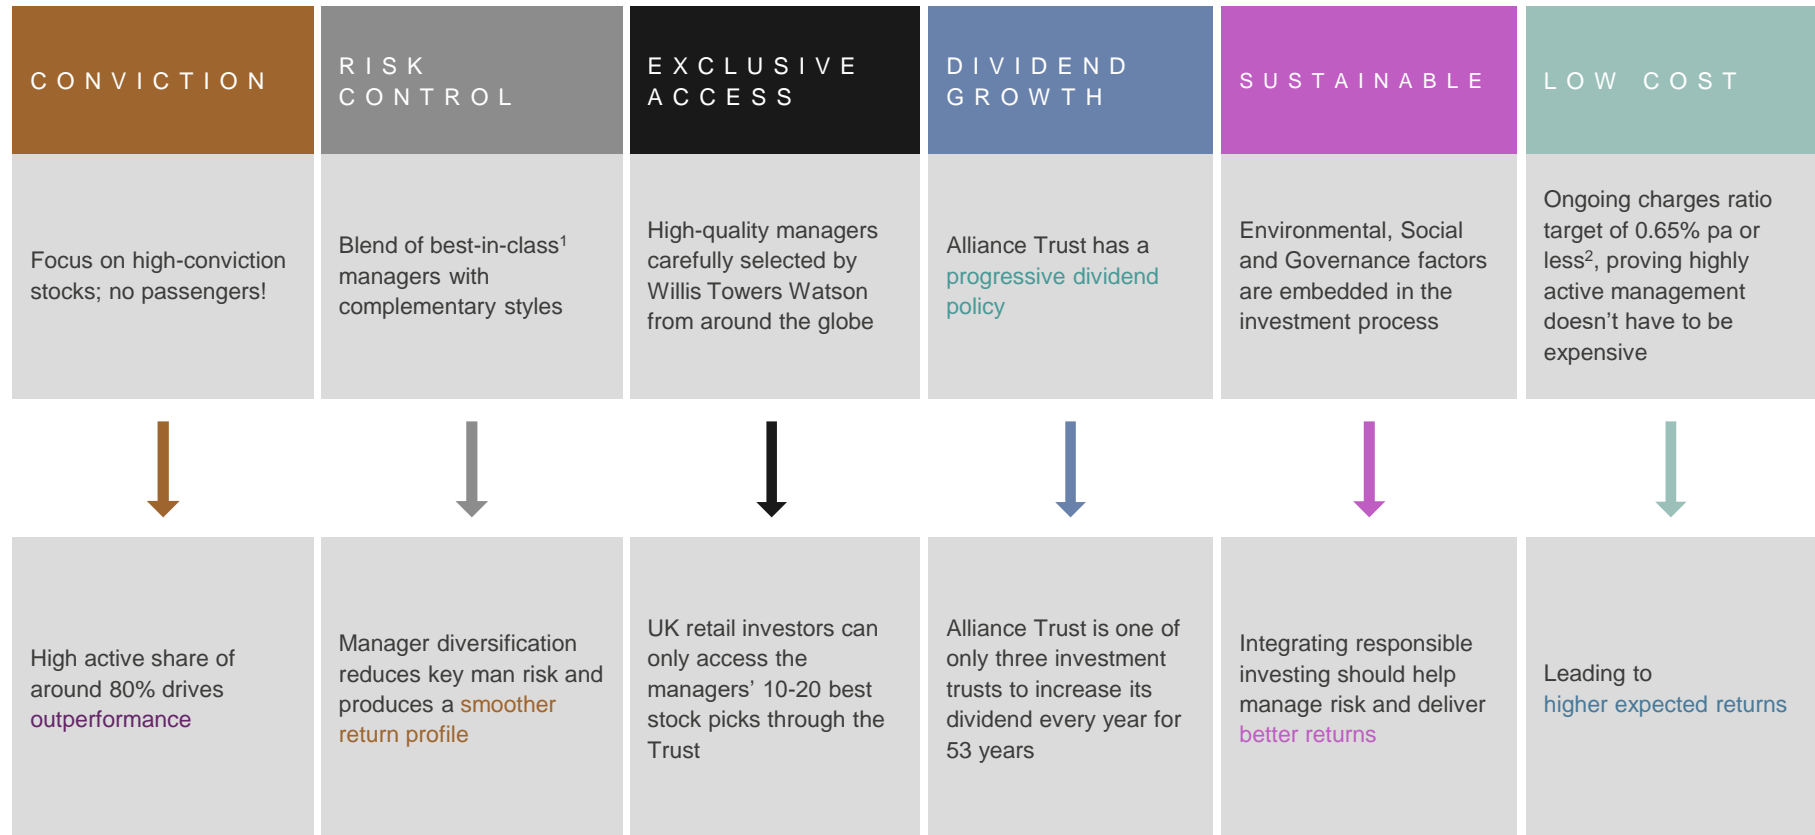 CONVICTION
RISK
CONTROL
EXCLUSIVE
ACCESS
DIVIDEND
GROWTH
SUSTAINABLE
LOW COST
Focus on high-conviction
stocks; no passengers!
Blend of best-in-class¹
managers with
complementary styles
High-quality managers
carefully selected by
Willis Towers Watson
from around the globe
Alliance Trust has a
progressive dividend
policy
Environmental, Social
and Governance factors
are embedded in the
investment process
Ongoing charges ratio
target of 0.65% pa or
less², proving highly
active management
doesn’t have to be
expensive
High active share of
around 80% drives
outperformance
Manager diversification
reduces key man risk and
produces a smoother
return profile
UK retail investors can
only access the
managers’ 10-20 best
stock picks through the
Trust
Alliance Trust is one of
only three investment
trusts to increase its
dividend every year for
53 years
Integrating responsible
investing should help
manage risk and deliver
better returns
Leading to
higher expected returns